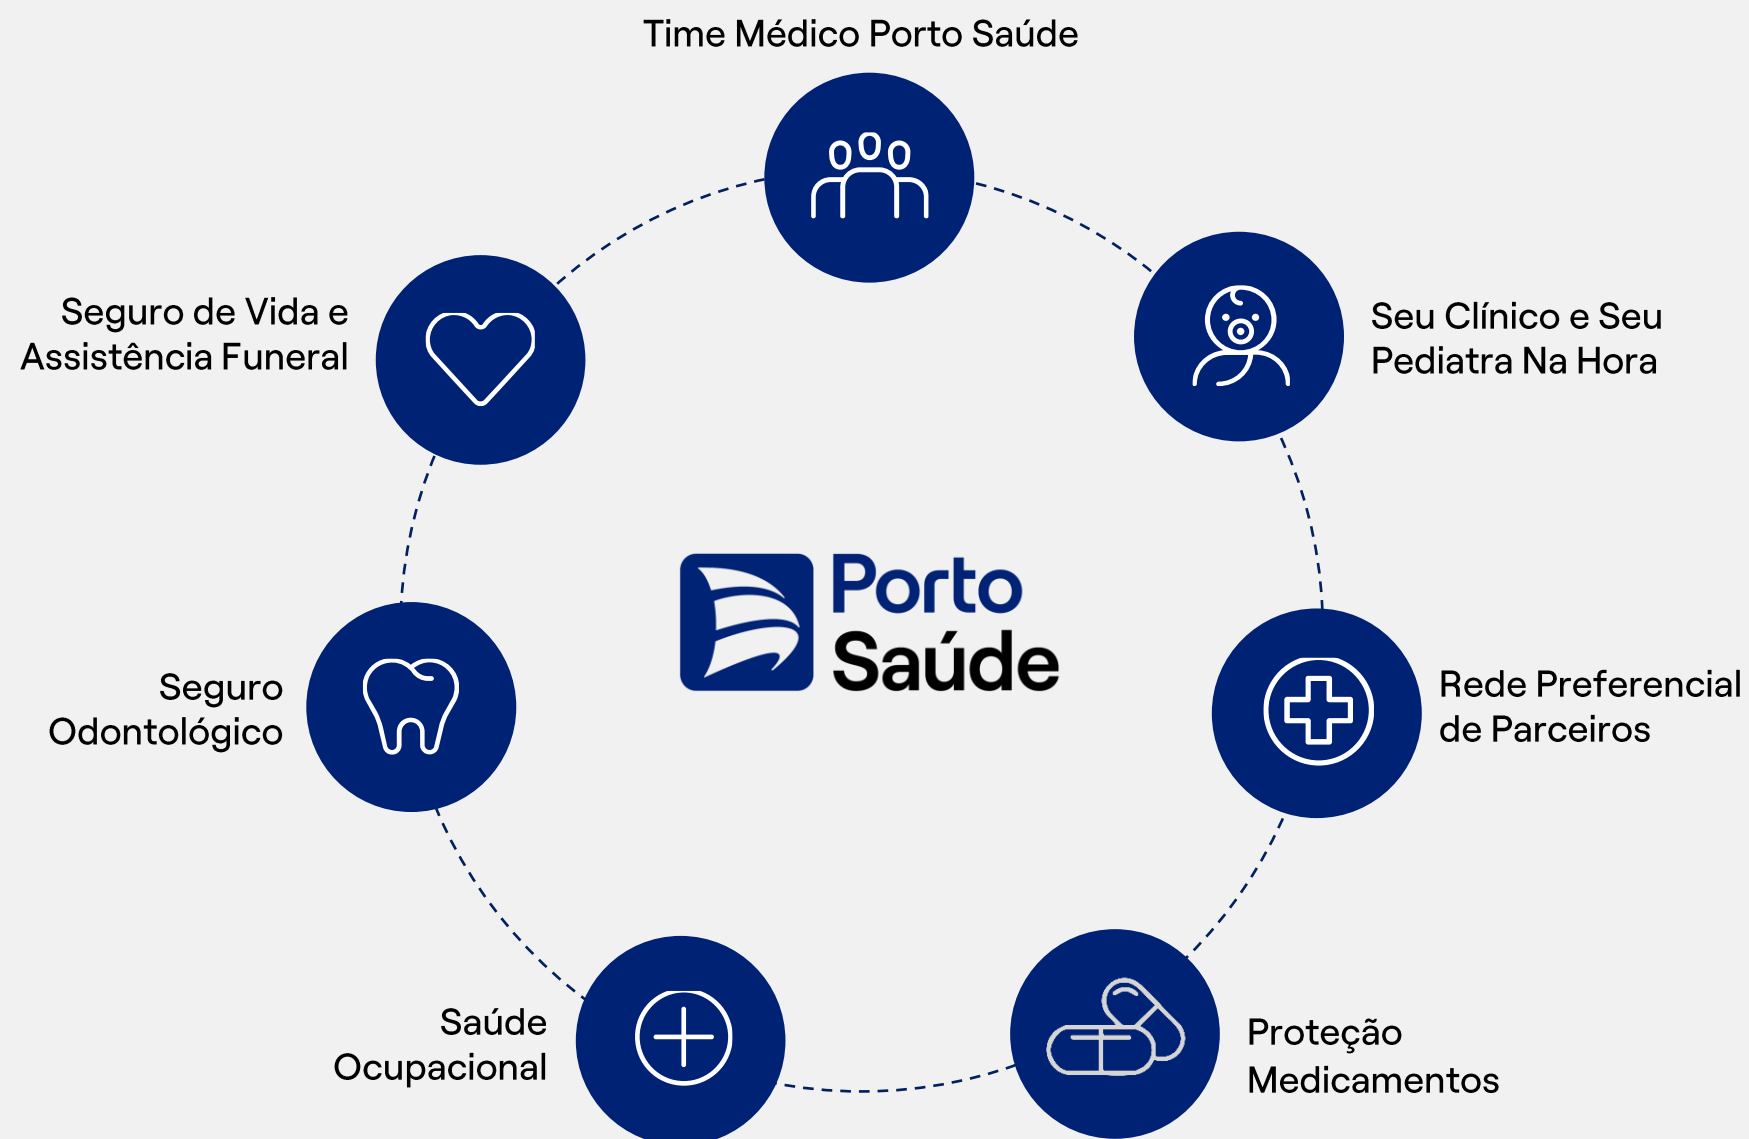 Time Médico Porto Saúde
Seguro de Vida e
Assistência Funeral
Seu Clínico e Seu
Pediatra Na Hora
Porto
Saúde
Seguro
Odontológico
Rede Preferencial
de Parceiros
Saúde
Ocupacional
Proteção
Medicamentos